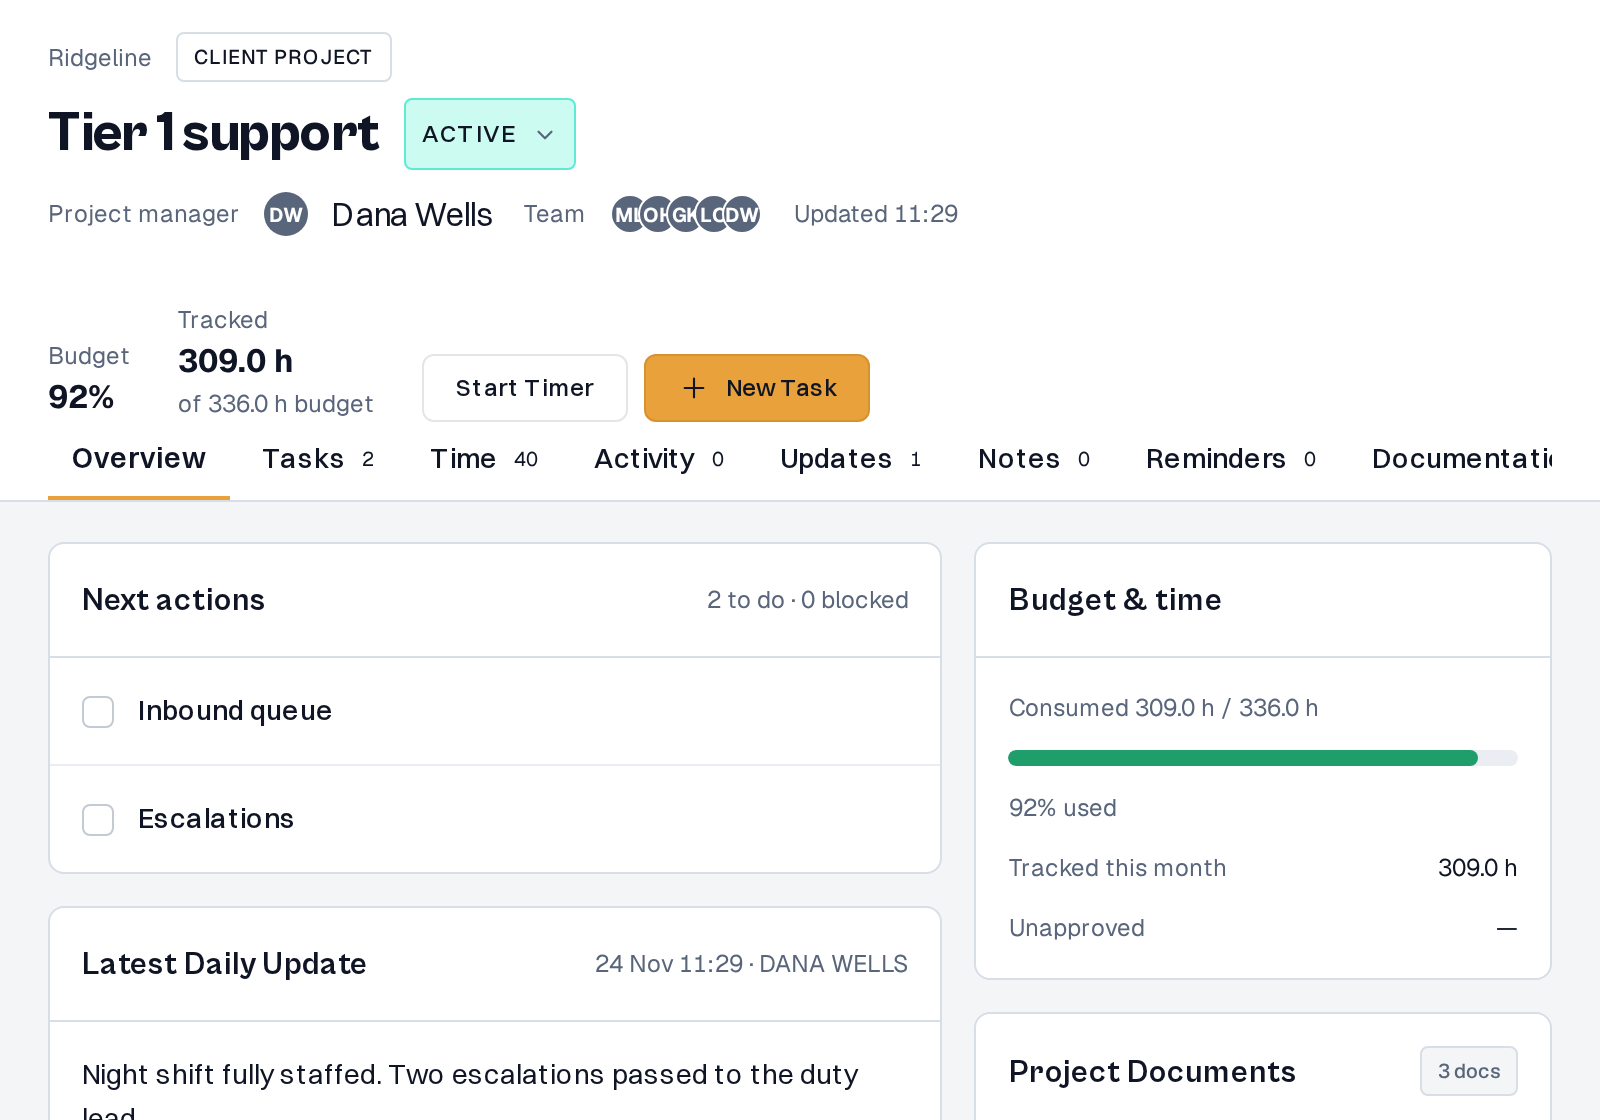 Ridgeline
CLIENT PROJECT
Tier 1 support
ACTIVE
Project manager
DW
Dana Wells
Team
DW
Updated 11:29
Budget
92%
Tracked
309.0 h
of 336.0 h budget
Start Timer
New Task
Overview
Tasks 2
Time 40
Activity 0
Updates 1
Notes 0
Reminders 0
Next actions
2 to do · 0 blocked
Inbound queue
Escalations
Latest Daily Update
24 Nov 11:29 · DANA WELLS
Night shift fully staffed. Two escalations passed to the duty
lead
Budget & time
Consumed 309.0 h / 336.0 h
92% used
Tracked this month
309.0 h
Unapproved
—
Project Documents
3 docs